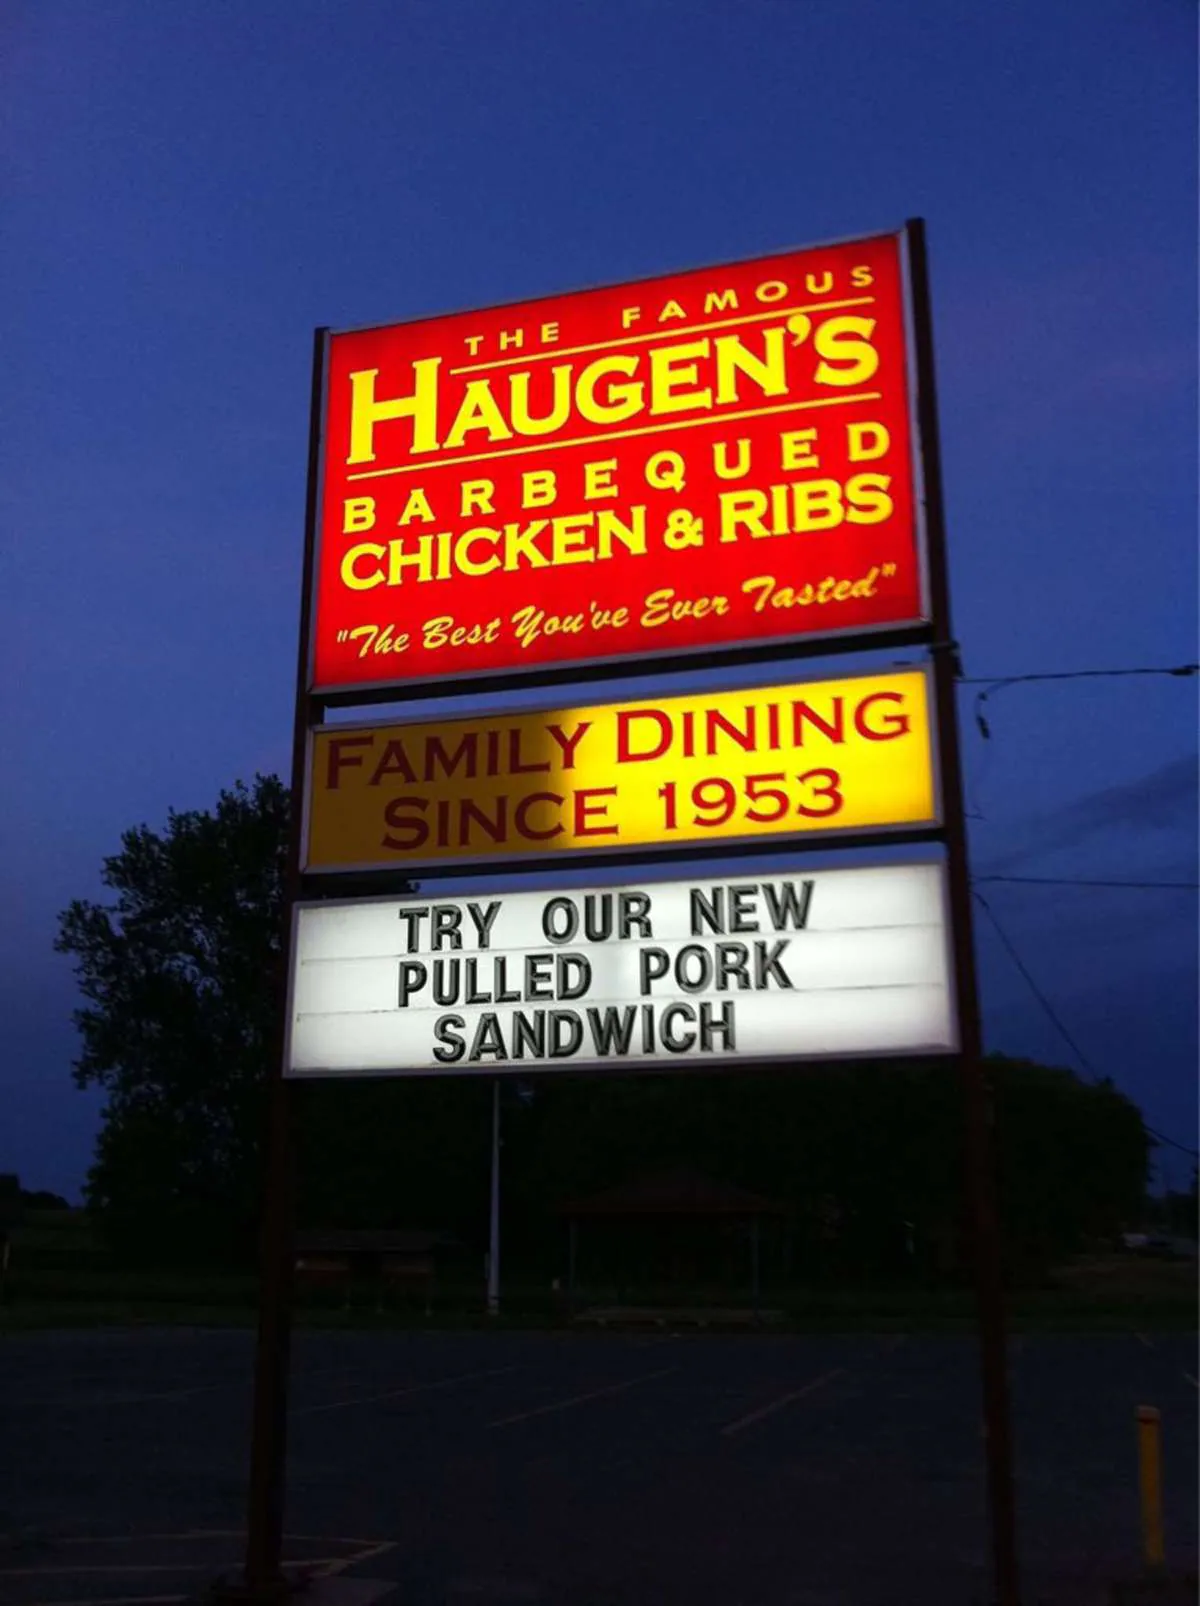 THE FAMOUS
HAUGEN'S
BARBEQUED
CHICKEN & RIBS
"The Best You've Ever Tasted"
FAMILY DINING
SINCE 1953
TRY OUR NEW
PULLED PORK
SANDWICH